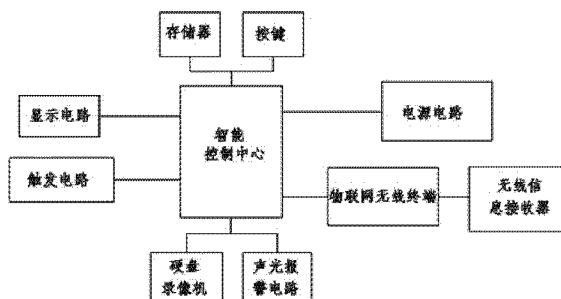 存储器
按键
显示电路
智能
控制中心
电源电路
触发电路
物联网无线终端
无线信
息接收器
硬盘
录像机
声光报
警电路